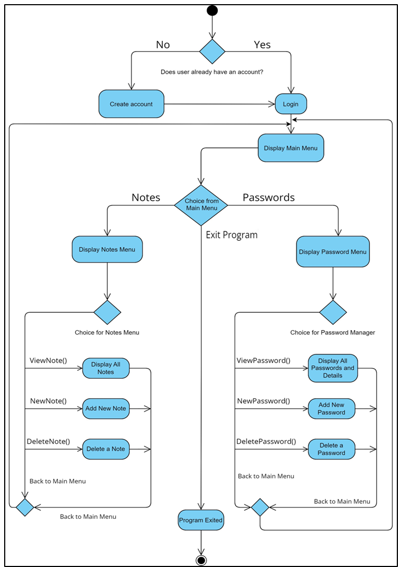 No
Yes
Does user already have an account?
Create account
Login
Display Main Menu
Notes
Choice from
Main Menu
Passwords
Exit Program
Display Notes Menu
Display Password Menu
Choice for Notes Menu
Choice for Password Manager
ViewNote()
Display All
Notes
NewNote()
Add New Note
DeleteNote()
Delete a Note
Back to Main Menu
Back to Main Menu
ViewPassword()
Display All
Passwords and
Details
NewPassword()
Add New
Password
DeletePassword()
Delete a
Password
Back to Main Menu
Back to Main Menu
Program Exited